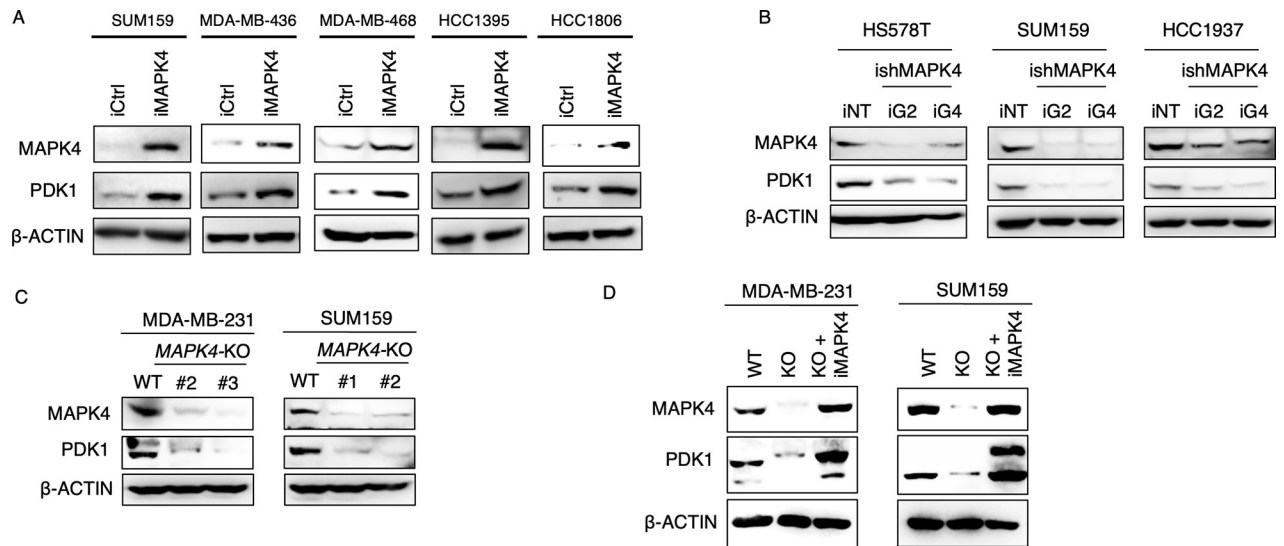 A
SUM159 MDA-MB-436 MDA-MB-468 HCC1395 HCC1806
iCtrl iMAPK4 iCtrl iMAPK4 iCtrl iMAPK4 iCtrl iMAPK4 iCtrl iMAPK4
MAPK4
PDK1
β-ACTIN
B
HS578T SUM159 HCC1937
ishMAPK4 ishMAPK4 ishMAPK4
iNT iG2 iG4 iNT iG2 iG4 iNT iG2 iG4
MAPK4
PDK1
β-ACTIN
C
MDA-MB-231 SUM159
MAPK4-KO MAPK4-KO
WT #2 #3 WT #1 #2
MAPK4
PDK1
β-ACTIN
D
MDA-MB-231 SUM159
WT KO KO + iMAPK4 WT KO KO + iMAPK4
MAPK4
PDK1
β-ACTIN